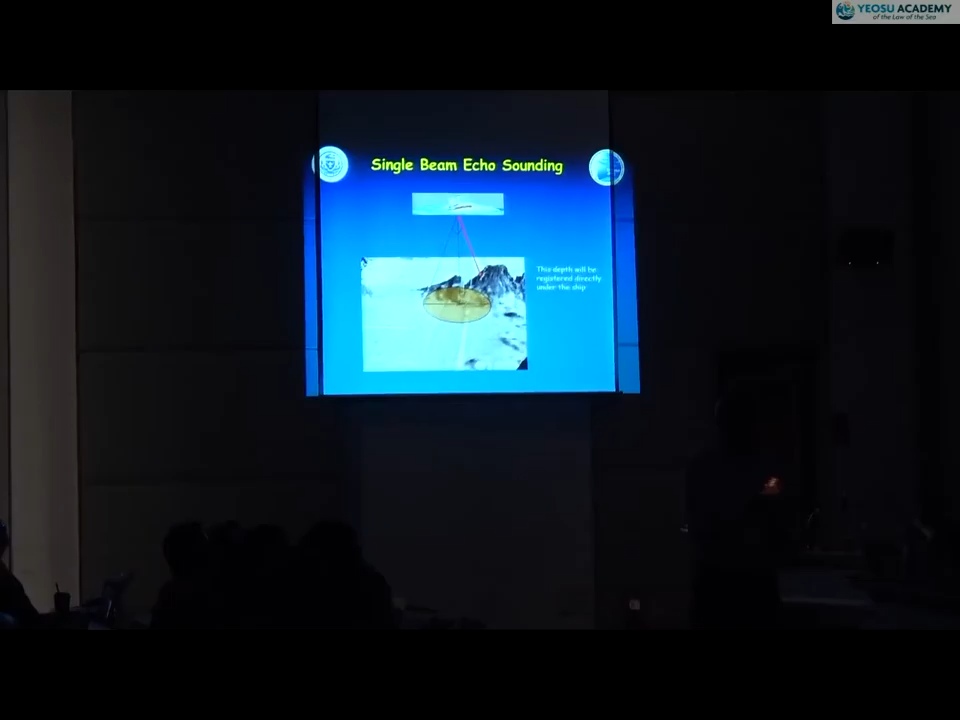 YEOSU ACADEMY
of the Law of the Sea
Single Beam Echo Sounding
This depth will be
registered directly
under the ship